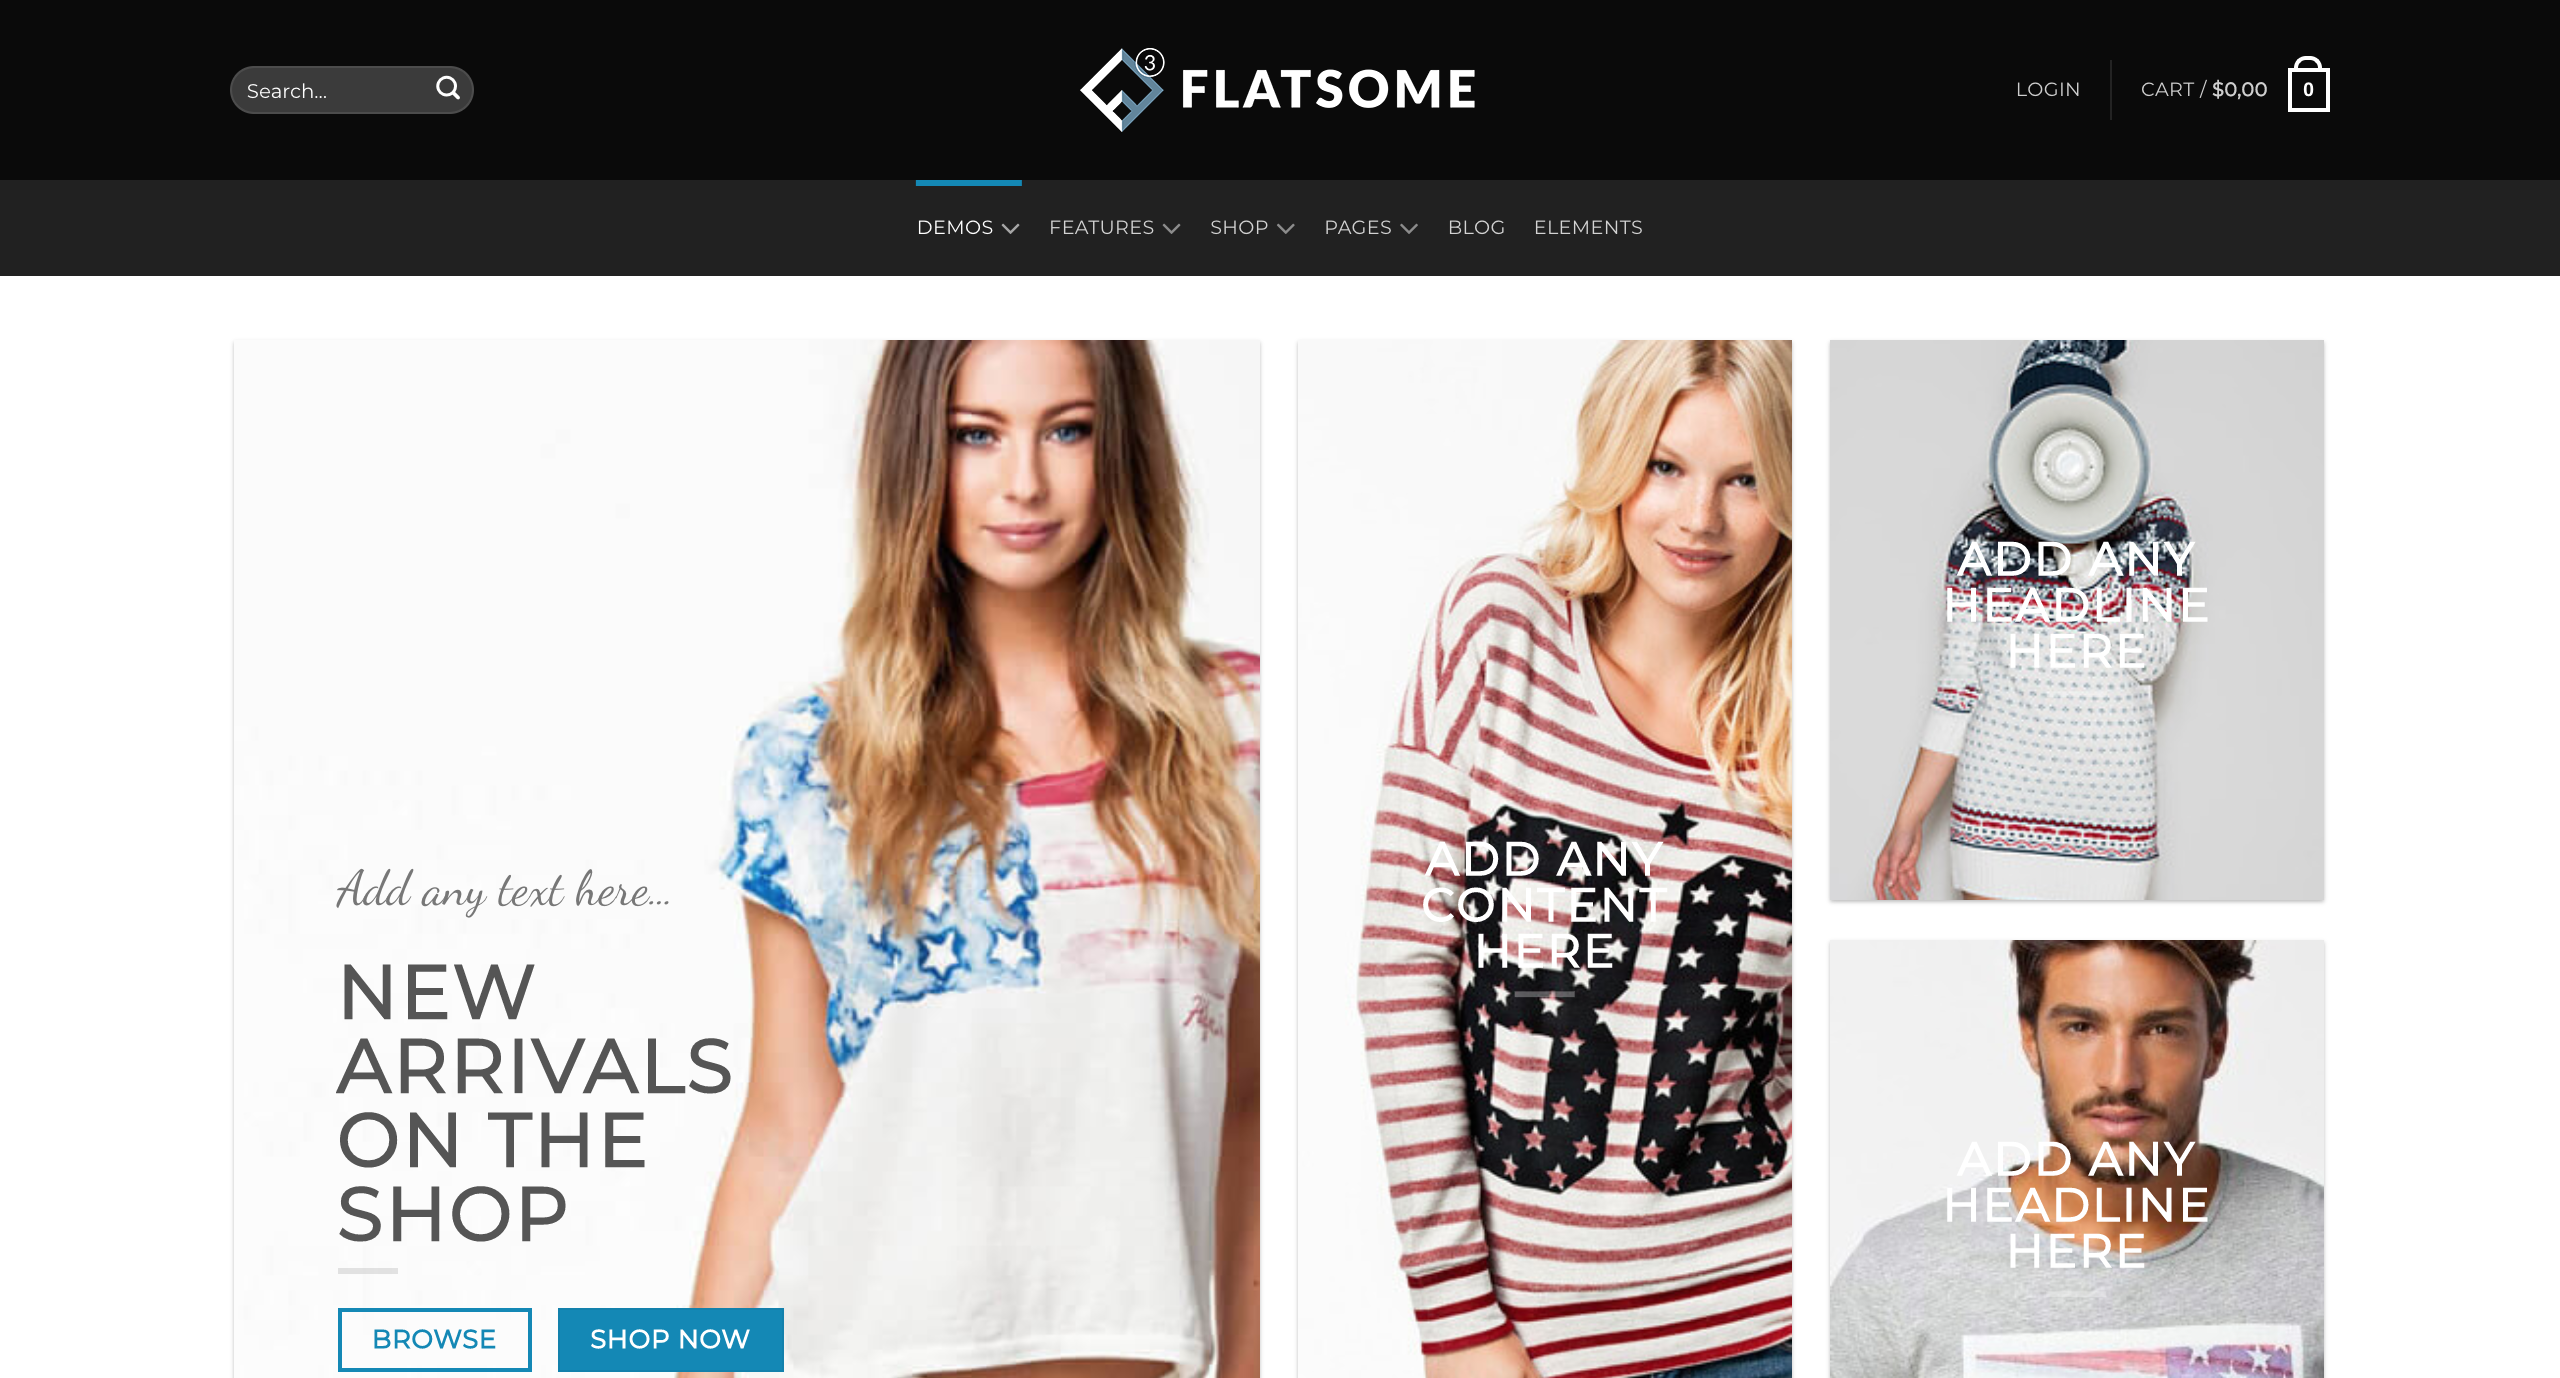 Search...
3 FLATSOME
LOGIN
CART / $0,00 0
DEMOS FEATURES SHOP PAGES BLOG ELEMENTS
Add any text here...
NEW
ARRIVALS
ON THE
SHOP
BROWSE SHOP NOW
ADD ANY
CONTENT
HERE
ADD ANY
HEADLINE
HERE
ADD ANY
HEADLINE
HERE